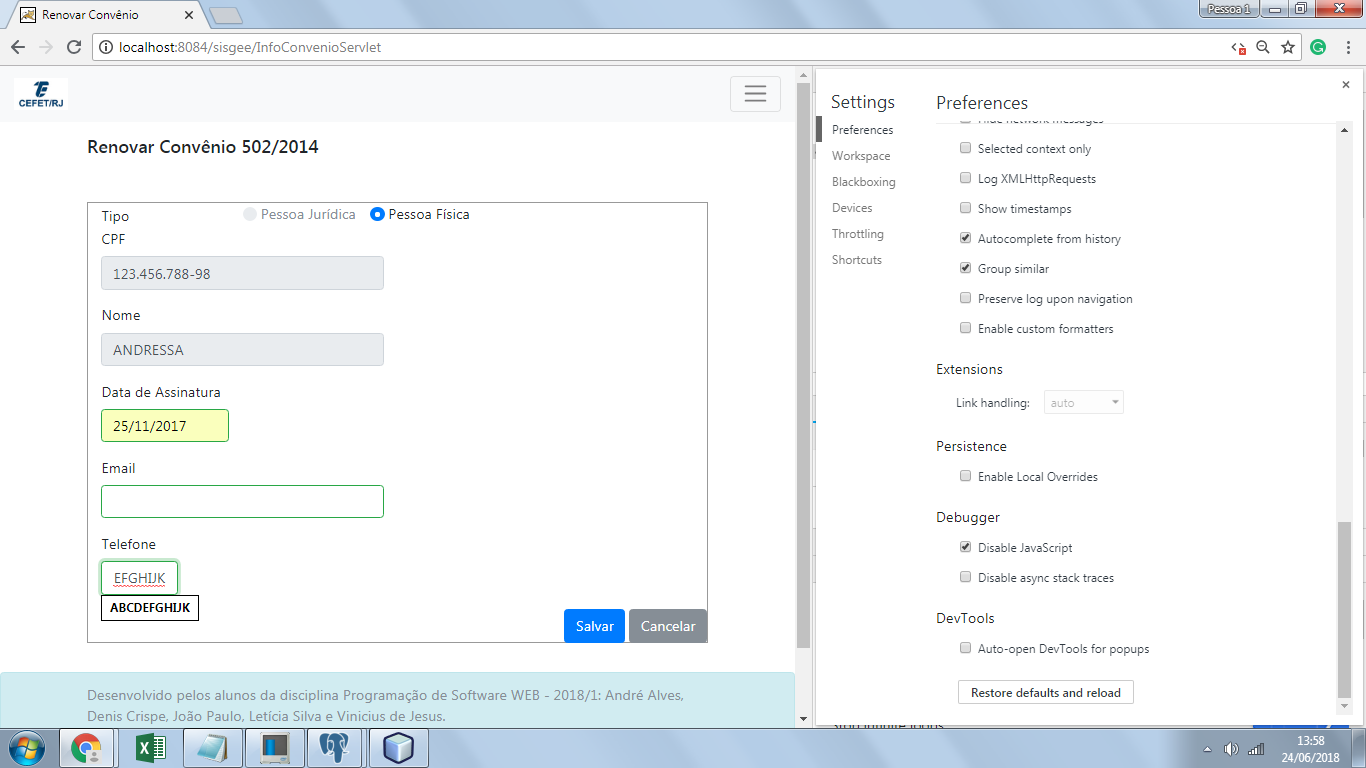 Renovar Convênio
Pessoa 1
localhost:8084/sisgee/InfoConvenioServlet
CEFET/RJ
Renovar Convênio 502/2014
Tipo
Pessoa Jurídica
Pessoa Física
CPF
123.456.788-98
Nome
ANDRESSA
Data de Assinatura
25/11/2017
Email
Telefone
EFGHIJK
ABCDEFGHIJK
Salvar
Cancelar
Desenvolvido pelos alunos da disciplina Programação de Software WEB - 2018/1: André Alves,
Denis Crispe, João Paulo, Letícia Silva e Vinicius de Jesus.
Settings
Preferences
Workspace
Blackboxing
Devices
Throttling
Shortcuts
Preferences
Hide network messages
Selected context only
Log XMLHttpRequests
Show timestamps
Autocomplete from history
Group similar
Preserve log upon navigation
Enable custom formatters
Extensions
Link handling:
auto
Persistence
Enable Local Overrides
Debugger
Disable JavaScript
Disable async stack traces
DevTools
Auto-open DevTools for popups
Restore defaults and reload
13:58
24/06/2018